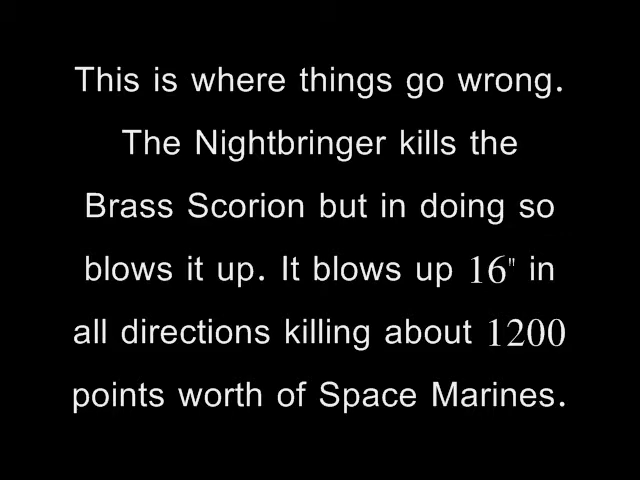 This is where things go wrong.
The Nightbringer kills the
Brass Scorion but in doing so
blows it up. It blows up 16" in
all directions killing about 1200
points worth of Space Marines.